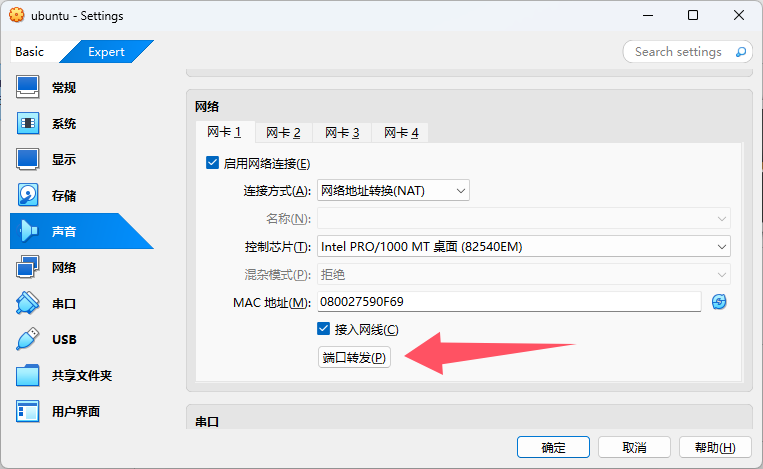 ubuntu - Settings
Basic Expert Search settings
常规
系统
显示
存储
声音
网络
串口
USB
共享文件夹
用户界面
网络
网卡 1 网卡 2 网卡 3 网卡 4
启用网络连接(E)
连接方式(A): 网络地址转换(NAT)
名称(N):
控制芯片(T): Intel PRO/1000 MT 桌面 (82540EM)
混杂模式(P): 拒绝
MAC 地址(M): 080027590F69
接入网线(C)
端口转发(P)
串口
确定 取消 帮助(H)